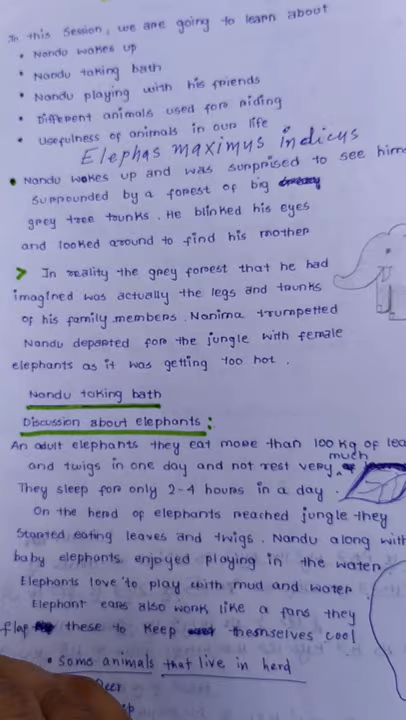 In this Session, we are going to learn about
• Nandu wakes up
• Nandu taking bath
• Nandu playing with his friends
• Different animals used for riding
• Usefulness of animals in our life
Elephas maximus indicus
• Nandu wakes up and was surprised to see him
Surrounded by a forest of big
grey tree trunks. He blinked his eyes
and looked around to find his mother
> In reality the grey forest that he had
imagined was actually the legs and trunks
of his family members. Nanima trumpetted
Nandu departed for the jungle with female
elephants as it was getting too hot.
Nandu taking bath
Discussion about elephants:
An adult elephants they eat more than 100 kg of lea
and twigs in one day and not rest very much
They sleep for only 2-4 hours in a day.
On the herd of elephants reached jungle they
Started eating leaves and twigs. Nandu along with
baby elephants enjoyed playing in the water
Elephants love to play with mud and water
Elephant ears also work like a fans they
flap these to keep themselves cool
• Some animals that live in herd
Deer